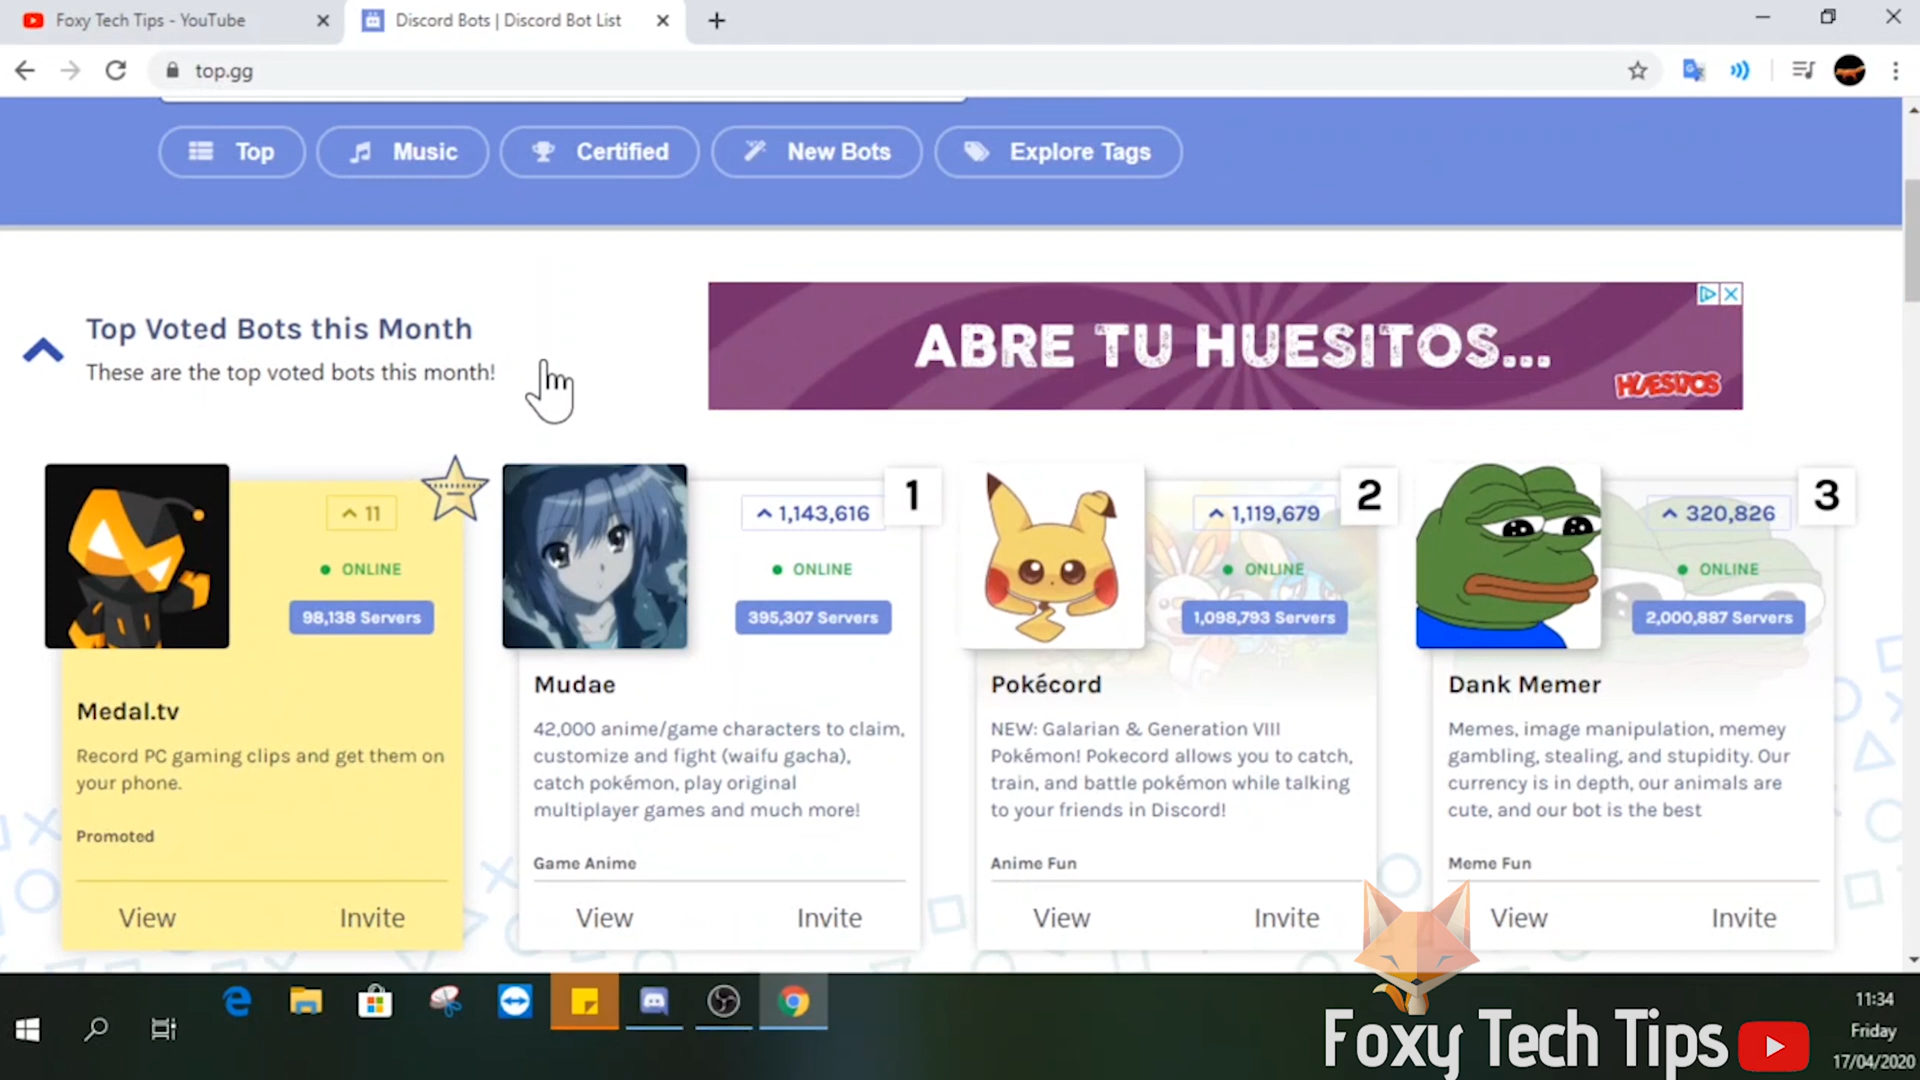 Foxy Tech Tips - YouTube
Discord Bots | Discord Bot List
top.gg
Top
Music
Certified
New Bots
Explore Tags
Top Voted Bots this Month
These are the top voted bots this month!
ABRE TU HUESITOS...
HUESITOS
11
ONLINE
98,138 Servers
Medal.tv
Record PC gaming clips and get them on
your phone.
Promoted
View
Invite
1
1,143,616
ONLINE
395,307 Servers
Mudae
42,000 anime/game characters to claim,
customize and fight (waifu gacha),
catch pokémon, play original
multiplayer games and much more!
Game Anime
View
Invite
2
1,119,679
ONLINE
1,098,793 Servers
Pokécord
NEW: Galarian & Generation VIII
Pokémon! Pokecord allows you to catch,
train, and battle pokémon while talking
to your friends in Discord!
Anime Fun
View
Invite
3
320,826
ONLINE
2,000,887 Servers
Dank Memer
Memes, image manipulation, memey
gambling, stealing, and stupidity. Our
currency is in depth, our animals are
cute, and our bot is the best
Meme Fun
View
Invite
Foxy Tech Tips
11:34
Friday
17/04/2020